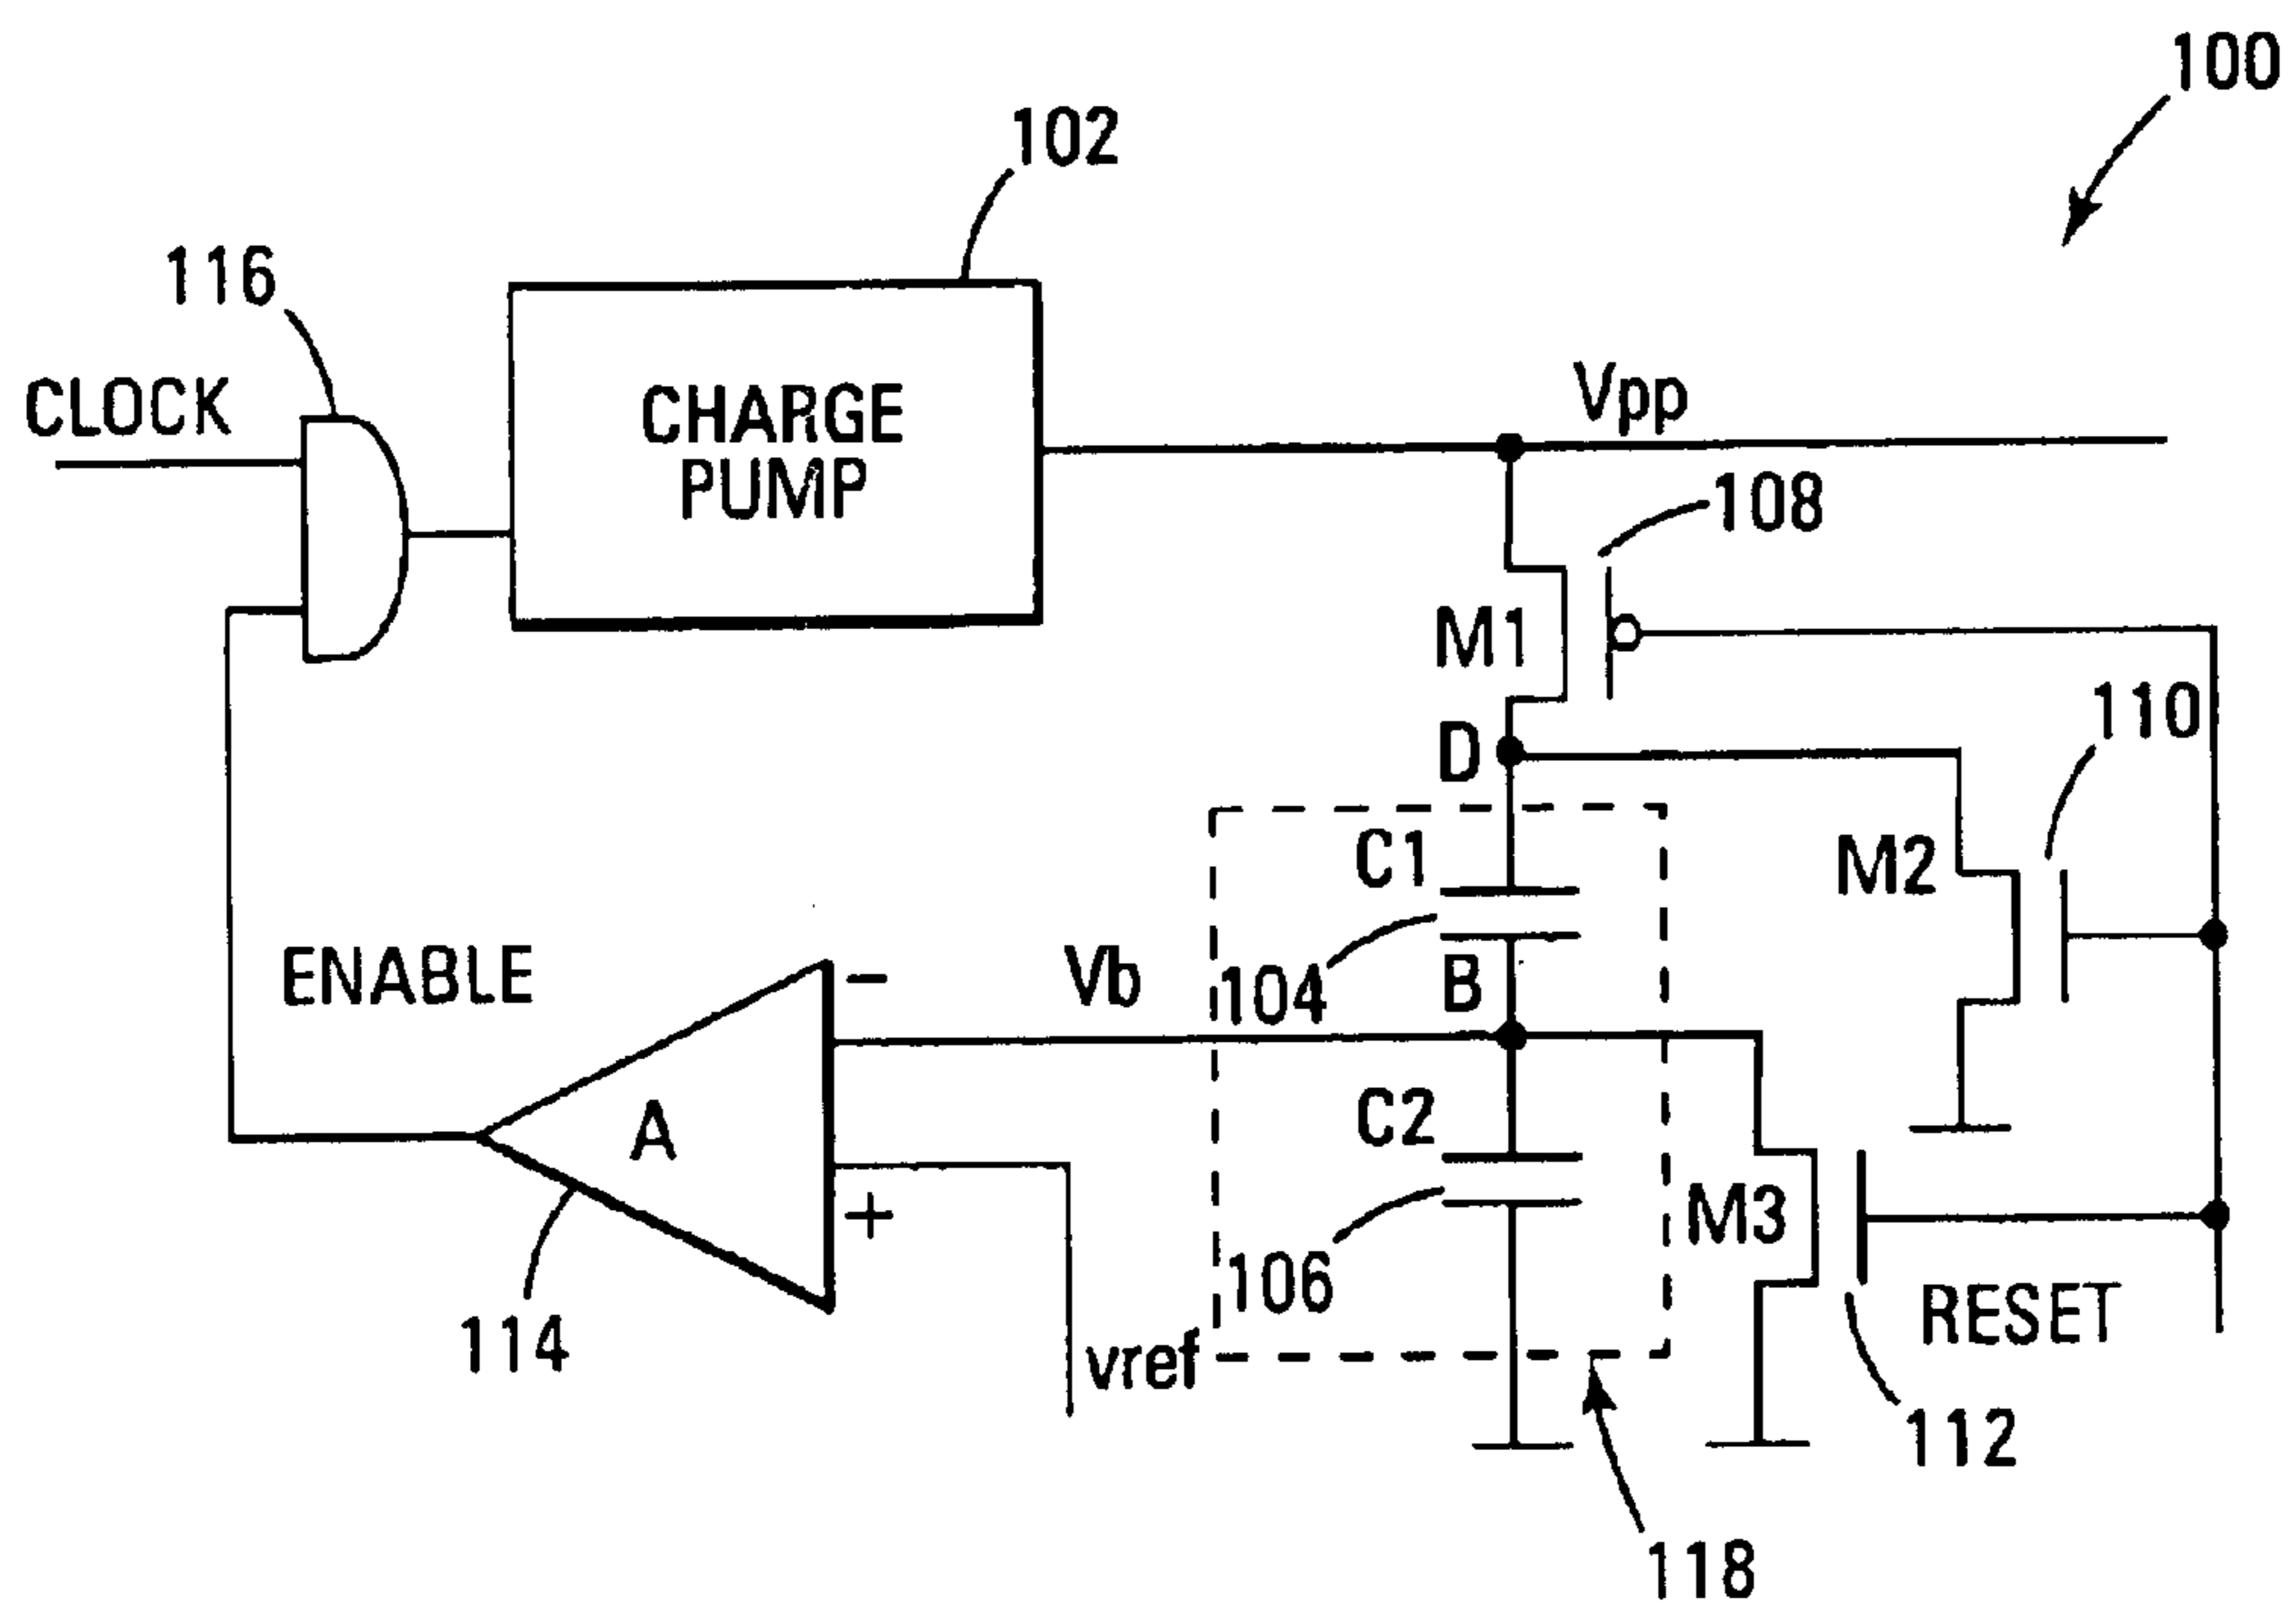 100
102
116
CLOCK
CHARGE
PUMP
Vpp
108
M1
110
D
C1
M2
ENABLE
-
Vb
104
B
A
C2
+
M3
106
RESET
114
vref
112
118